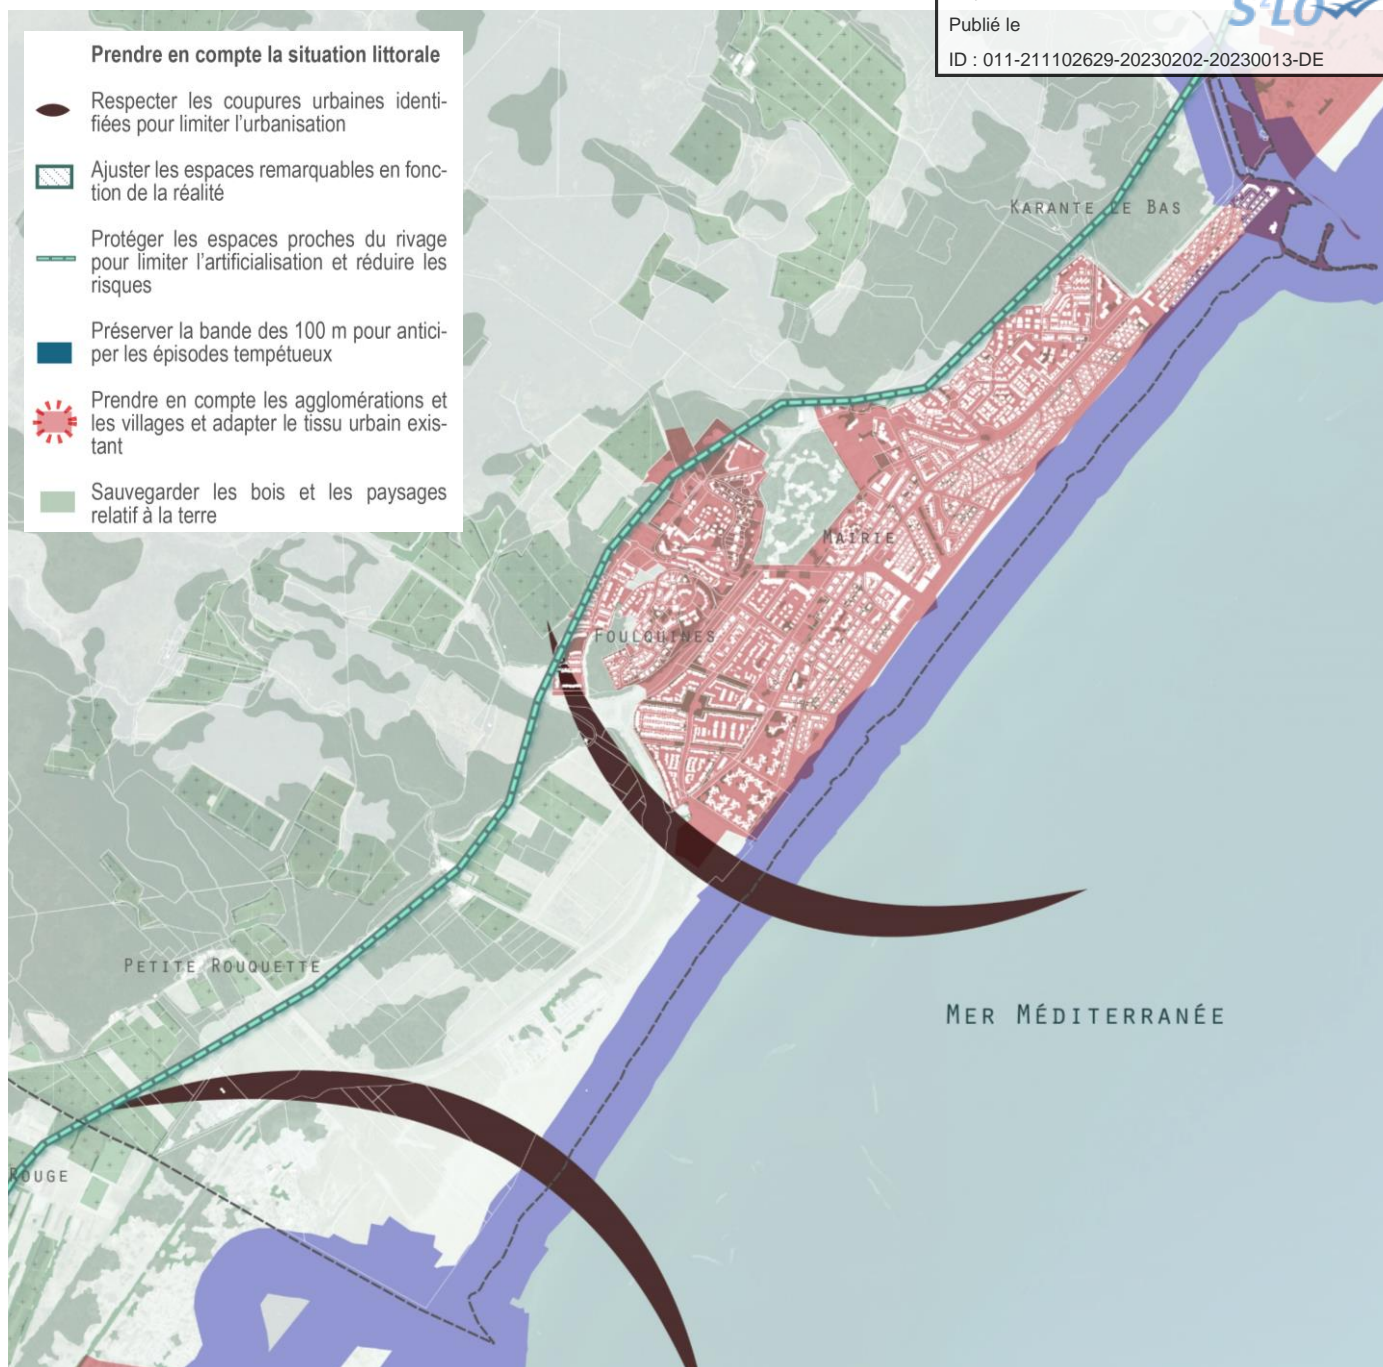 S²LO
Publié le
ID : 011-211102629-20230202-20230013-DE
Prendre en compte la situation littorale
Respecter les coupures urbaines identi-
fiées pour limiter l'urbanisation
Ajuster les espaces remarquables en fonc-
tion de la réalité
Protéger les espaces proches du rivage
pour limiter l'artificialisation et réduire les
risques
Préserver la bande des 100 m pour antici-
per les épisodes tempétueux
Prendre en compte les agglomérations et
les villages et adapter le tissu urbain exis-
tant
Sauvegarder les bois et les paysages
relatif à la terre
KARANTE LE BAS
MAIRIE
FOULQUINES
PETITE ROUQUETTE
MER MÉDITERRANÉE
ROUGE